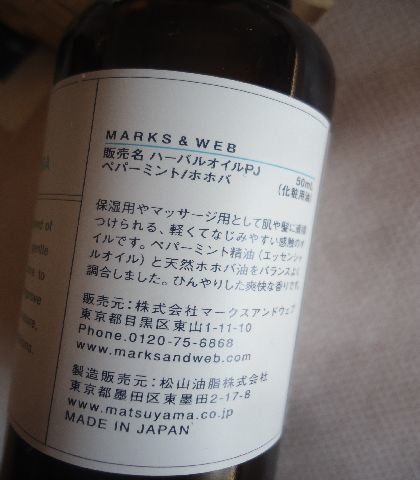 MARKS & WEB
販売名 ハーバルオイルPJ 50mL
ペパーミント/ホホバ (化粧用油)
保湿用やマッサージ用として肌や髪に直接
つけられる、軽くてなじみやすい感触のオ
イルです。ペパーミント精油(エッセンシャ
ルオイル)と天然ホホバ油をバランスよく
調合しました。ひんやりした爽快な香りです。
販売元:株式会社マークスアンドウェブ
東京都目黒区東山1-11-10
Phone.0120-75-6868
www.marksandweb.com
製造販売元:松山油脂株式会社
東京都墨田区東墨田2-17-8
www.matsuyama.co.jp
MADE IN JAPAN